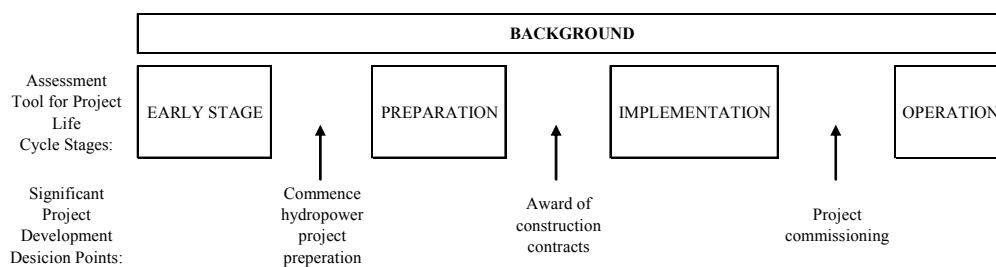 BACKGROUND
Assessment
Tool for Project
Life
Cycle Stages:
EARLY STAGE
PREPARATION
IMPLEMENTATION
OPERATION
Significant
Project
Development
Desicion Points:
Commence
hydropower
project
preperation
Award of
construction
contracts
Project
commissioning